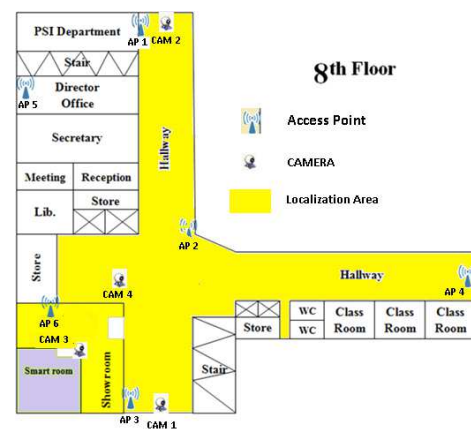 PSI Department
AP 1
CAM 2
Stair
8th Floor
AP 5
Director
Office
Access Point
Secretary
Hallway
CAMERA
Meeting
Reception
Localization Area
Lib.
Store
AP 2
Store
Hallway
CAM 4
AP 4
AP 6
Store
WC
WC
Class
Room
Class
Room
Class
Room
CAM 3
Smart room
Showroom
Stair
AP 3
CAM 1